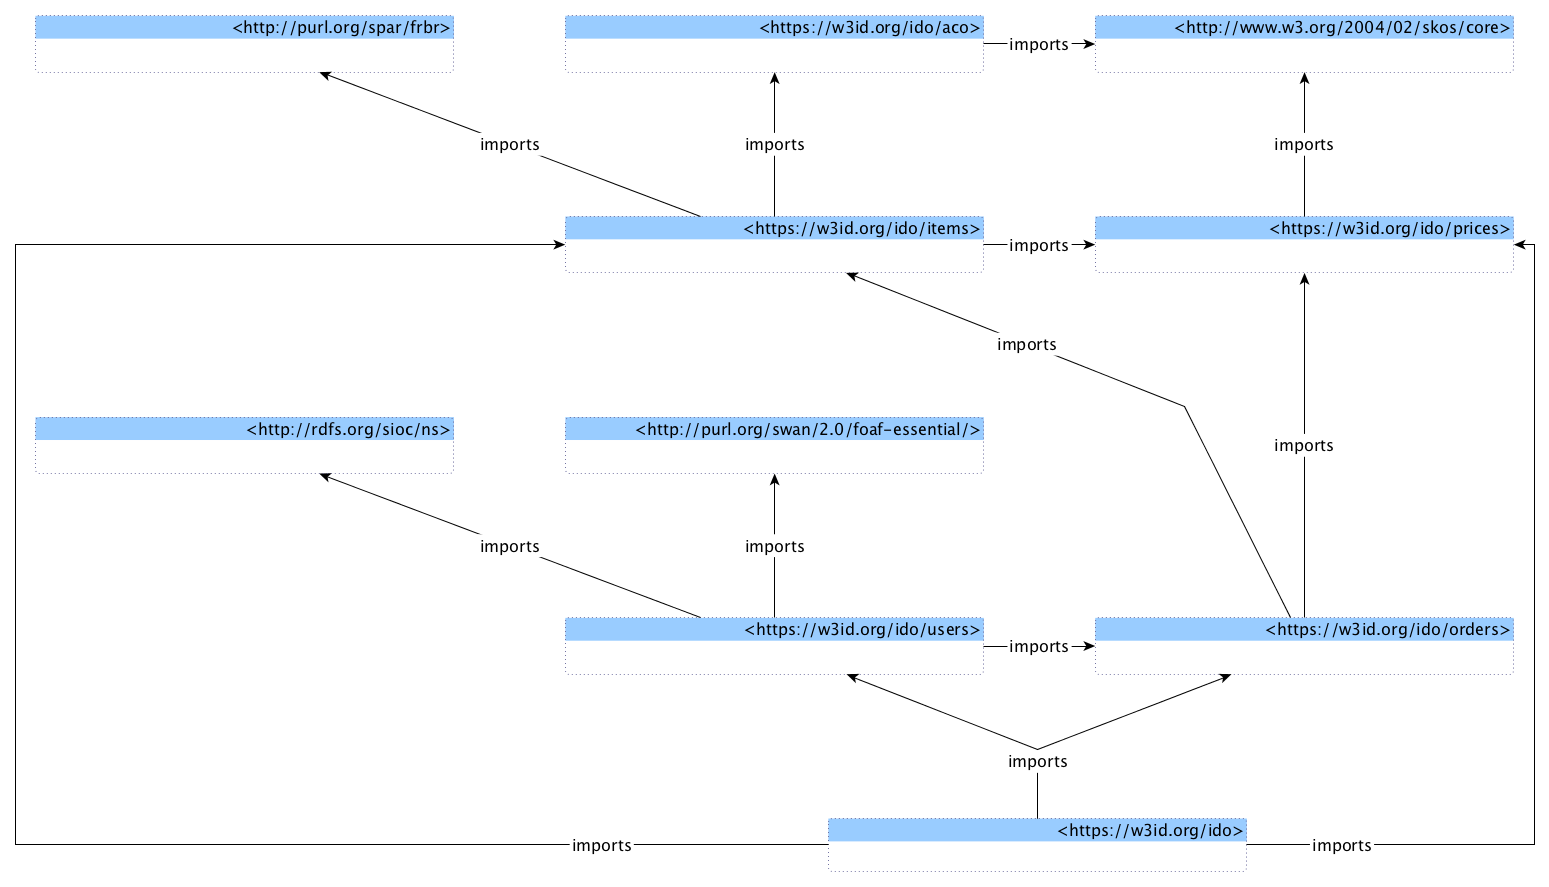 <http://purl.org/spar/frbr>
<https://w3id.org/ido/aco>
imports
<http://www.w3.org/2004/02/skos/core>
imports
imports
imports
<https://w3id.org/ido/items>
imports
<https://w3id.org/ido/prices>
imports
<http://rdfs.org/sioc/ns>
<http://purl.org/swan/2.0/foaf-essential/>
imports
imports
imports
<https://w3id.org/ido/users>
imports
<https://w3id.org/ido/orders>
imports
<https://w3id.org/ido>
imports
imports